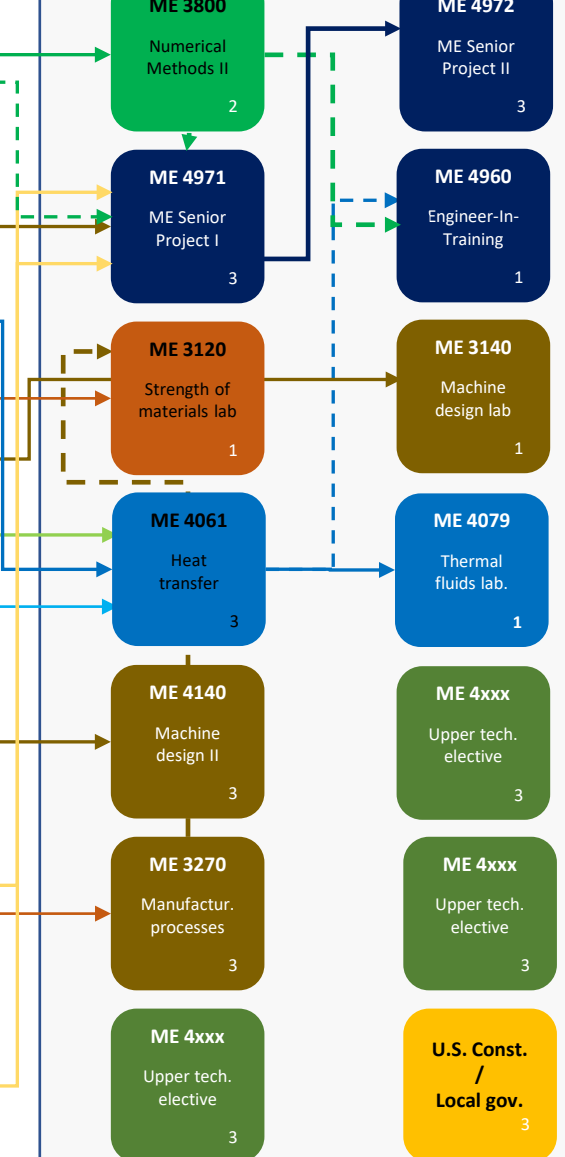 ME 3800
Numerical
Methods II
2
ME 4971
ME Senior
Project I
3
ME 3120
Strength of
materials lab
1
ME 4061
Heat
transfer
3
ME 4140
Machine
design II
3
ME 3270
Manufactur.
processes
3
ME 4xxx
Upper tech.
elective
3
ME 4972
ME Senior
Project II
3
ME 4960
Engineer-In-
Training
1
ME 3140
Machine
design lab
1
ME 4079
Thermal
fluids lab.
1
ME 4xxx
Upper tech.
elective
3
ME 4xxx
Upper tech.
elective
3
U.S. Const.
/
Local gov.
3